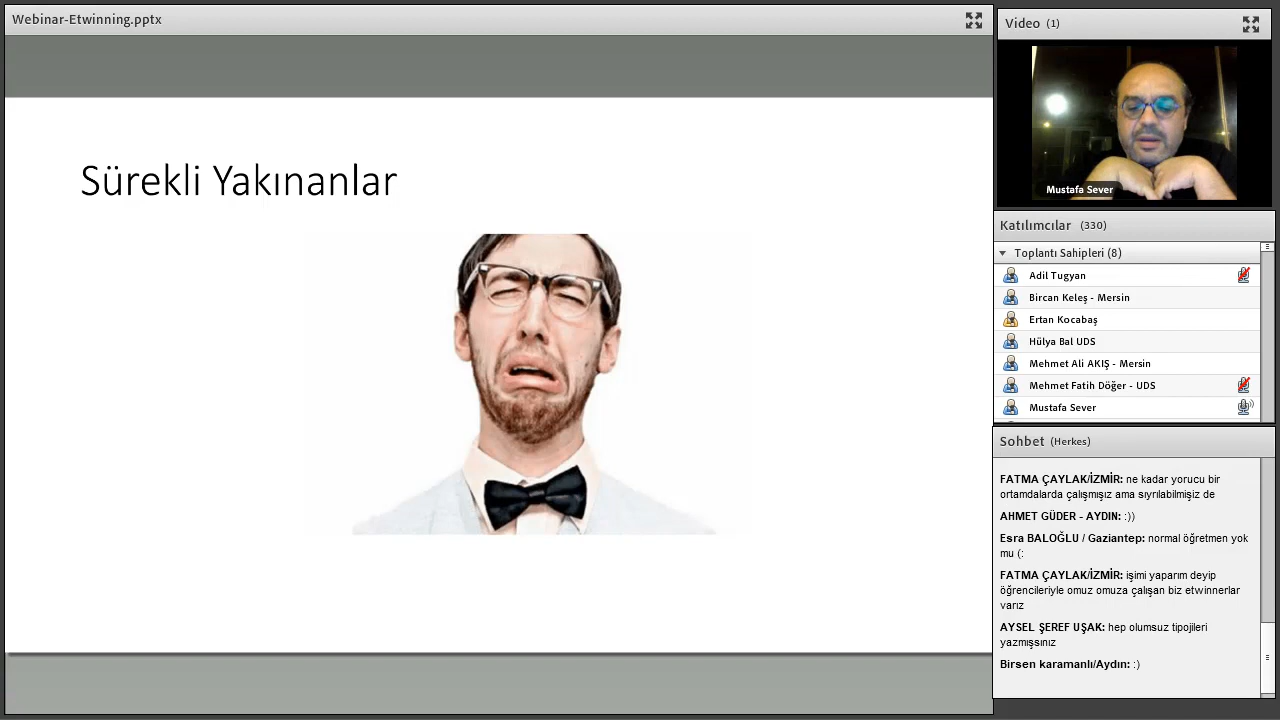 Webinar-Etwinning.pptx
Sürekli Yakınanlar
Video (1)
Mustafa Sever
Katılımcılar (330)
Toplantı Sahipleri (8)
Adil Tugyan
Bircan Keleş - Mersin
Ertan Kocabaş
Hülya Bal UDS
Mehmet Ali AKIŞ - Mersin
Mehmet Fatih Döğer - UDS
Mustafa Sever
Sohbet (Herkes)
FATMA ÇAYLAK/İZMİR: ne kadar yorucu bir
ortamdalarda çalışmışız ama sıyrılabilmişiz de
AHMET GÜDER - AYDIN: :))
Esra BALOĞLU / Gaziantep: normal öğretmen yok
mu (:
FATMA ÇAYLAK/İZMİR: işimi yaparım deyip
öğrencileriyle omuz omuza çalışan biz etwinnerlar
varız
AYSEL ŞEREF UŞAK: hep olumsuz tipojileri
yazmışsınız
Birsen karamanlı/Aydın: :)